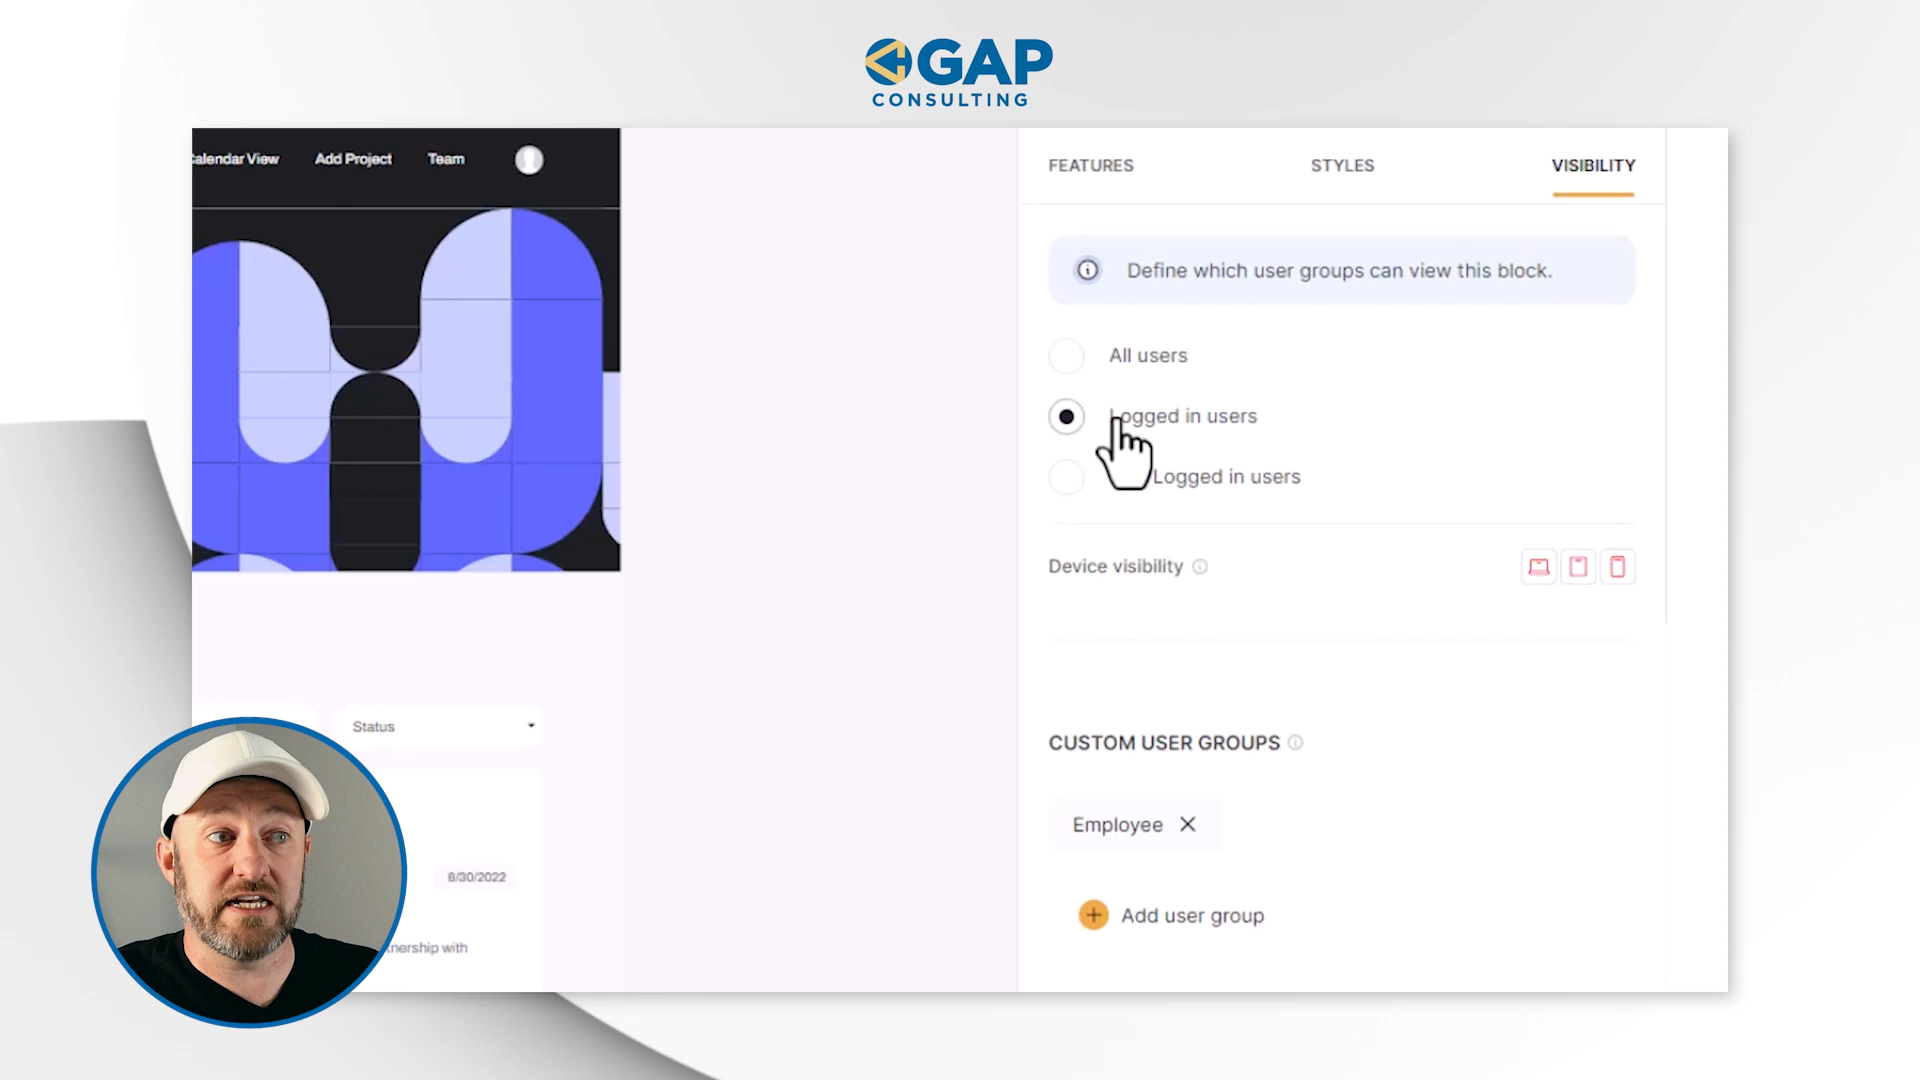 GAP
CONSULTING
Calendar View Add Project Team
FEATURES STYLES VISIBILITY
Define which user groups can view this block.
All users
Logged in users
Logged in users
Device visibility
Status
CUSTOM USER GROUPS
Employee
8/30/2022
Add user group
nership with